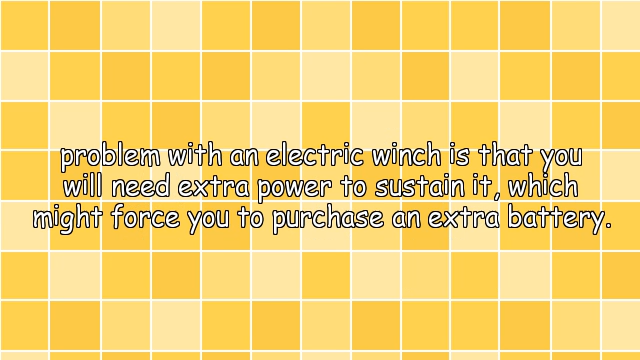 problem with an electric winch is that you
will need extra power to sustain it, which
might force you to purchase an extra battery.